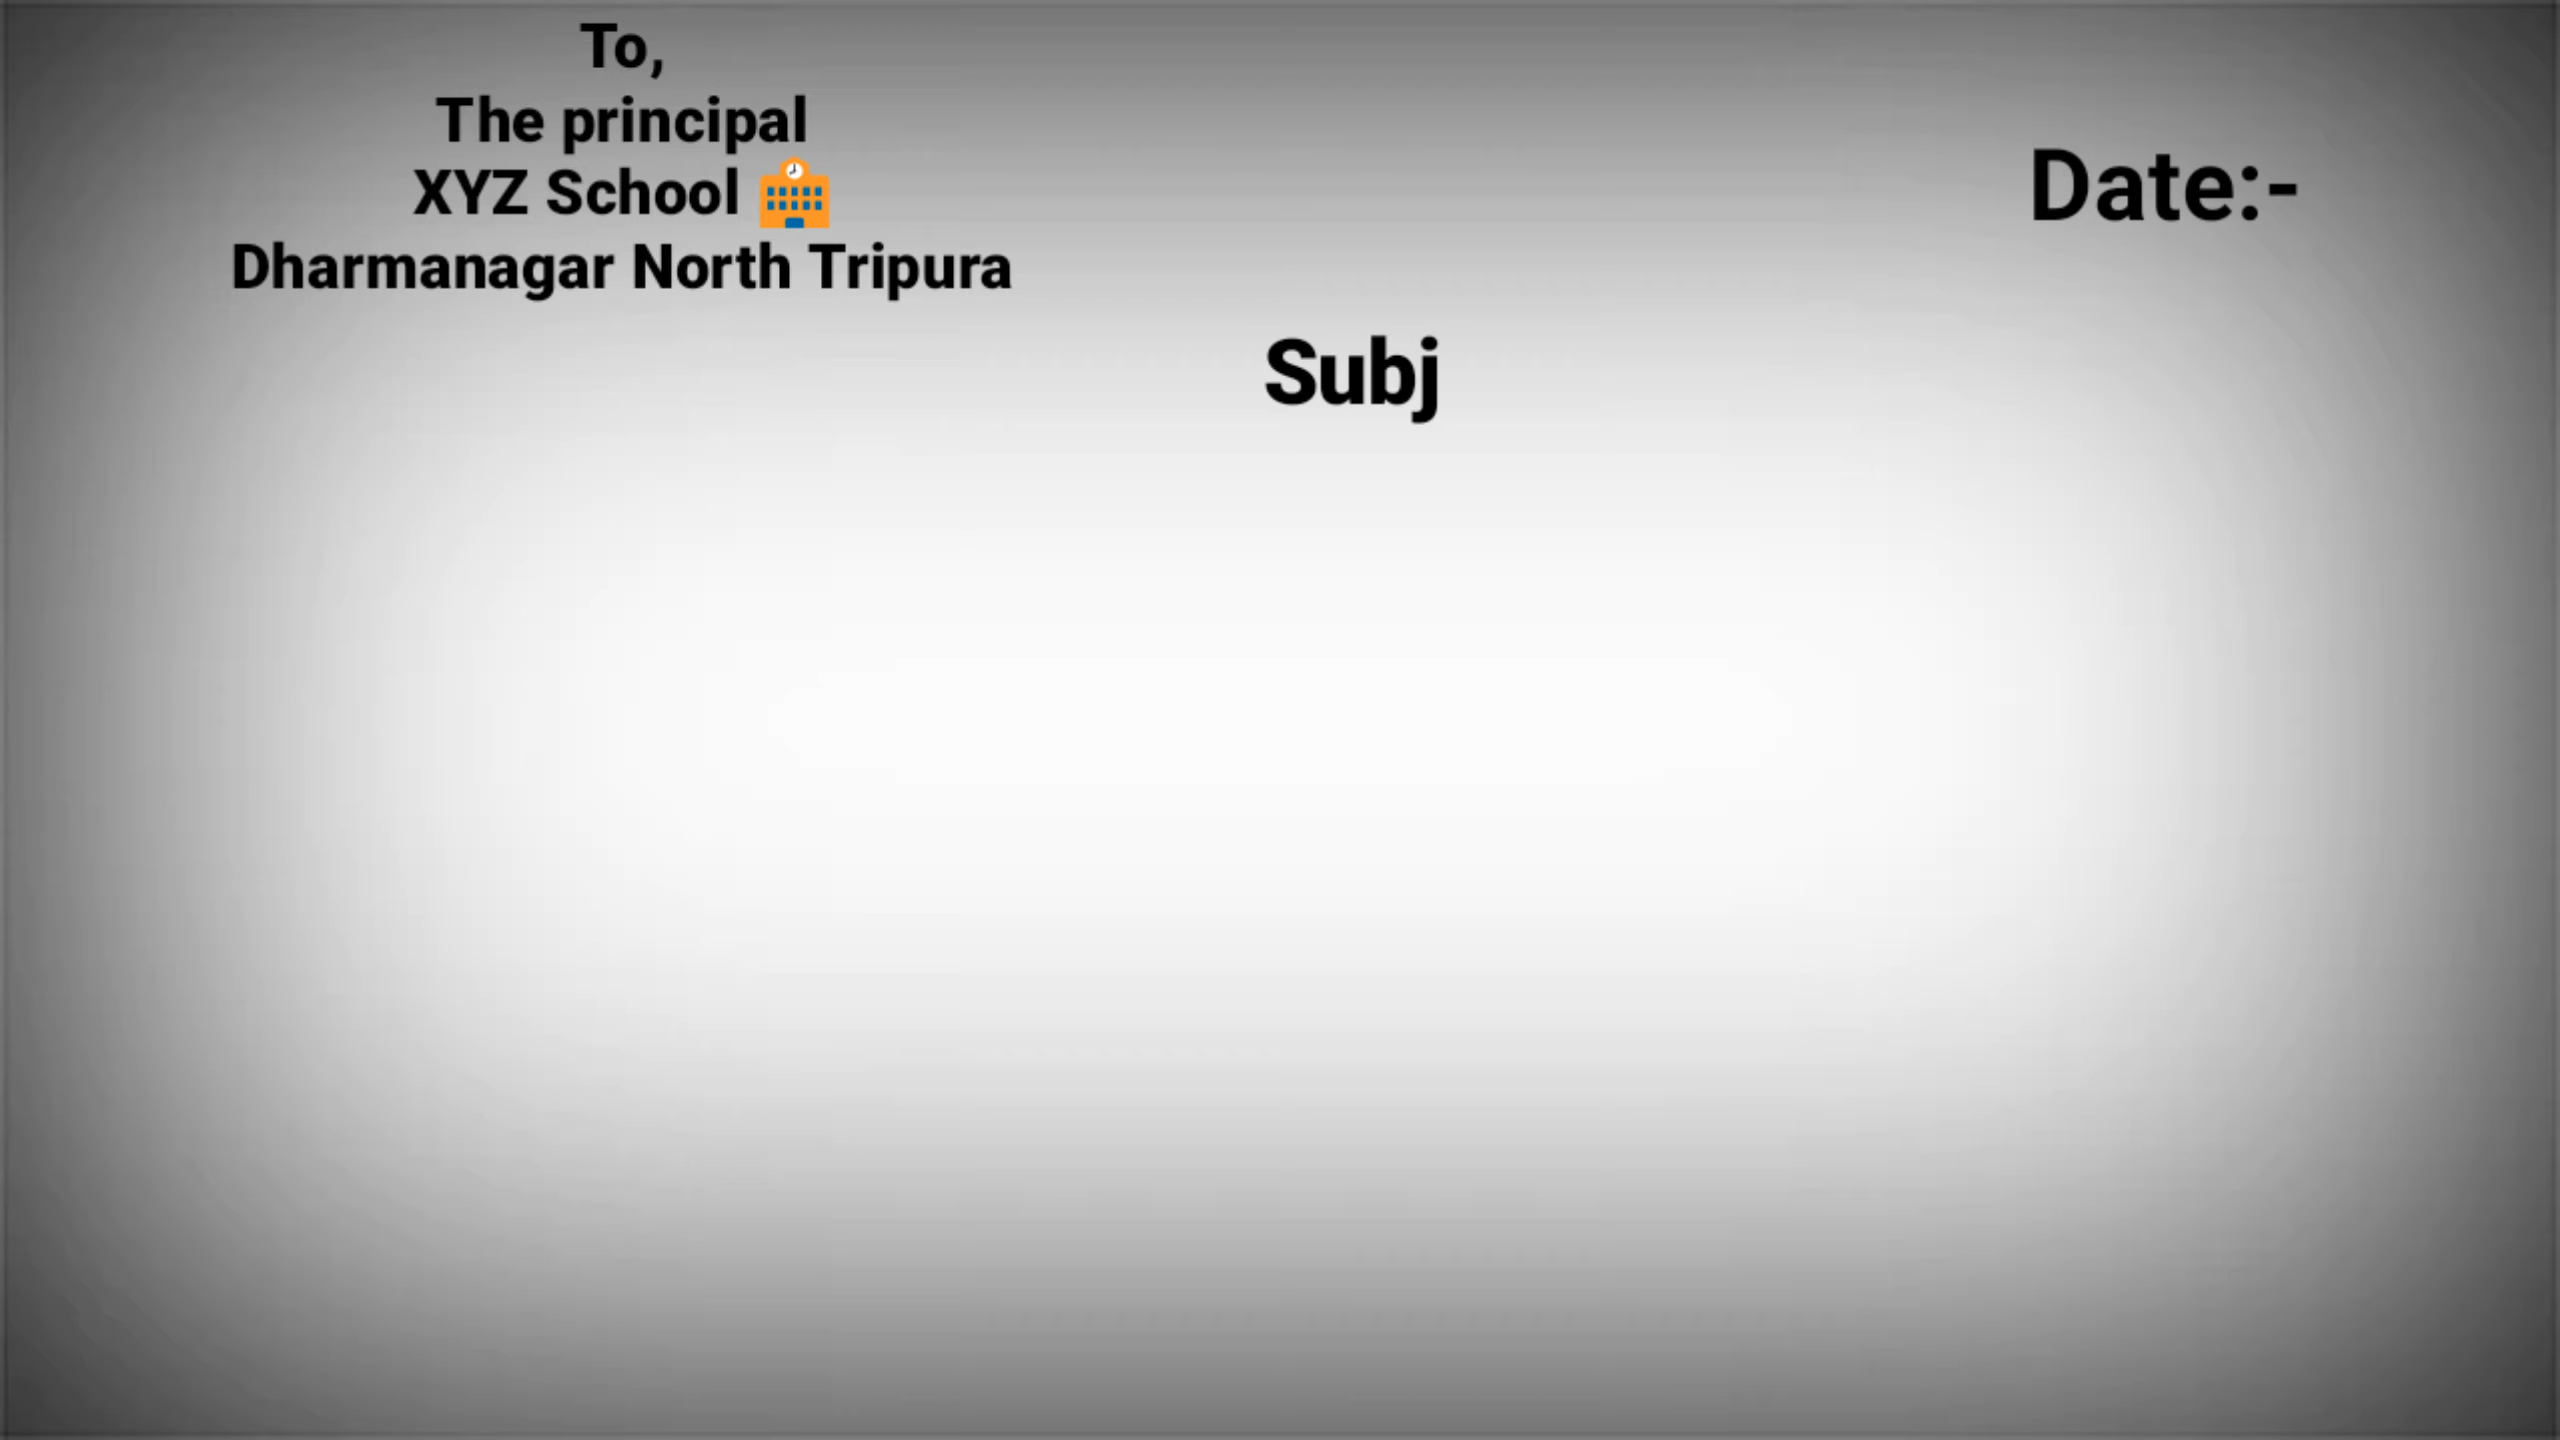 To,
The principal
XYZ School 🏫
Dharmanagar North Tripura
Date:-
Subj